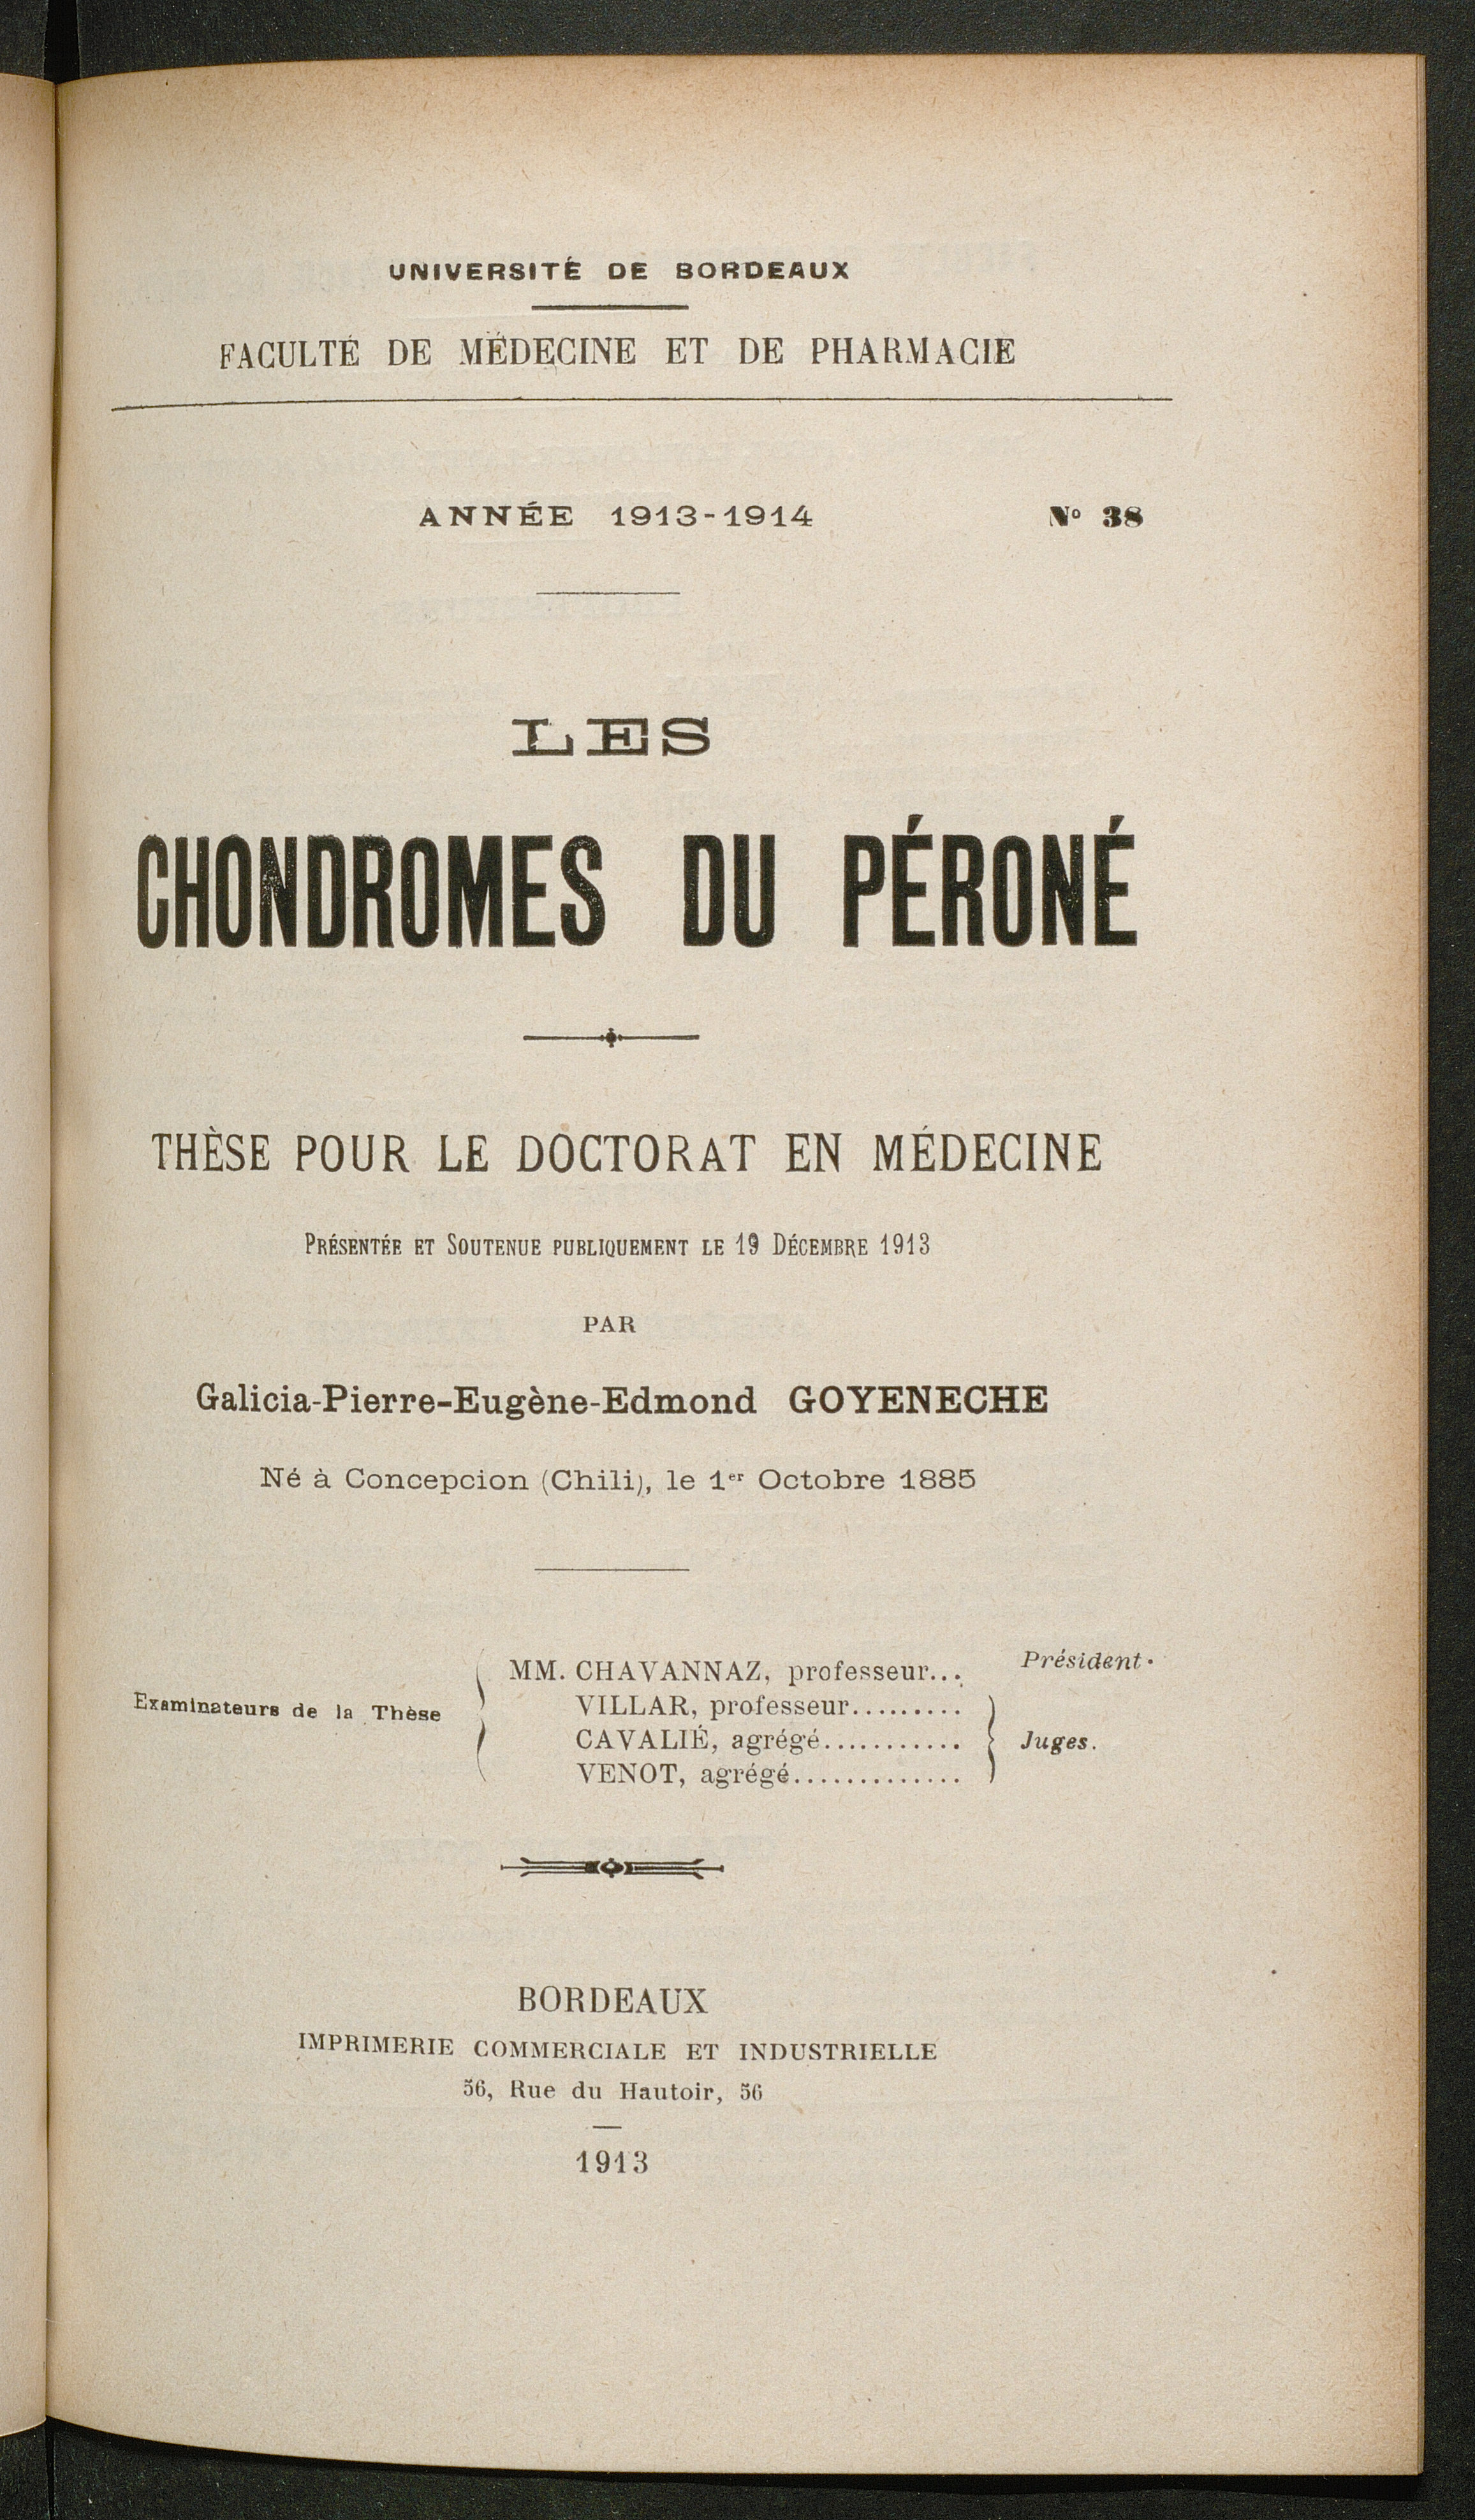 UNIVERSITÉ DE BORDEAUX
FACULTÉ DE MÉDECINE ET DE PHARMACIE
ANNÉE 1913-1914 Nº 38
LES
CHONDROMES DU PÉRONÉ
THÈSE POUR LE DOCTORAT EN MÉDECINE
PRÉSENTÉE ET SOUTENUE PUBLIQUEMENT LE 19 DÉCEMBRE 1913
PAR
Galicia-Pierre-Eugène-Edmond GOYENECHE
Né à Concepcion (Chili), le 1er Octobre 1885
Examinateurs de la Thèse
MM. CHAVANNAZ, professeur... Président.
VILLAR, professeur.........
CAVALIÉ, agrégé........... Juges.
VENOT, agrégé.............
BORDEAUX
IMPRIMERIE COMMERCIALE ET INDUSTRIELLE
56, Rue du Hautoir, 56
1913